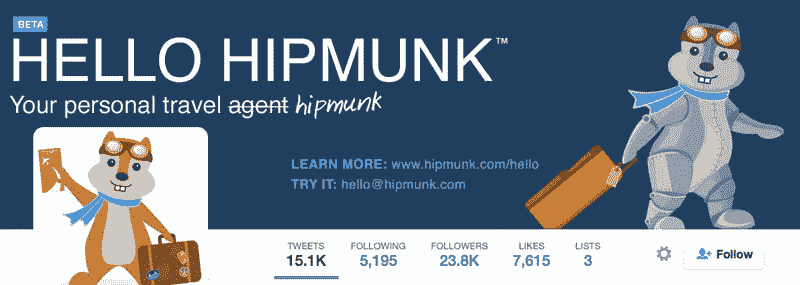 BETA
HELLO HIPMUNK™
Your personal travel agent hipmunk
LEARN MORE: www.hipmunk.com/hello
TRY IT: hello@hipmunk.com
TWEETS FOLLOWING FOLLOWERS LIKES LISTS
15.1K 5,195 23.8K 7,615 3
Follow